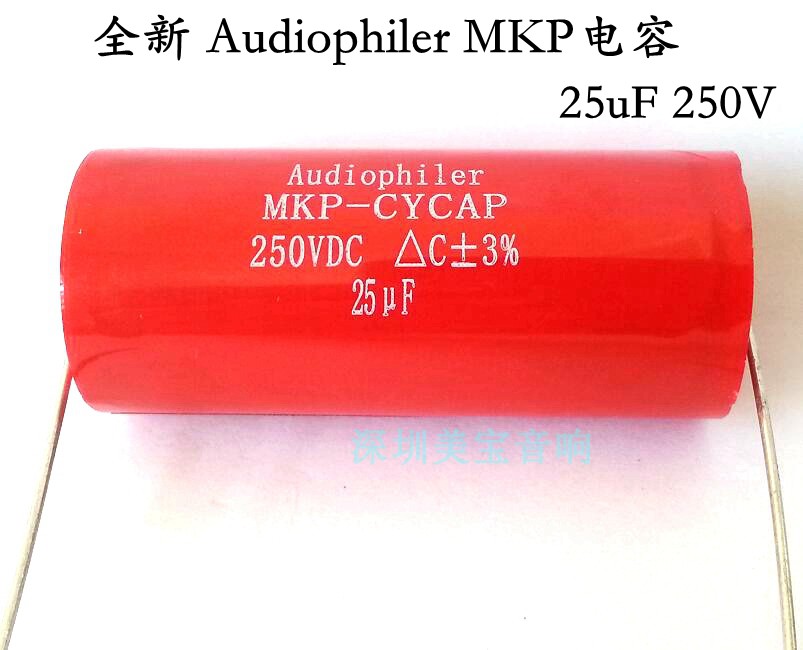 全新 Audiophiler MKP电容
25uF 250V
Audiophiler
MKP-CYCAP
250VDC △C±3%
25μF
深圳美宝音响